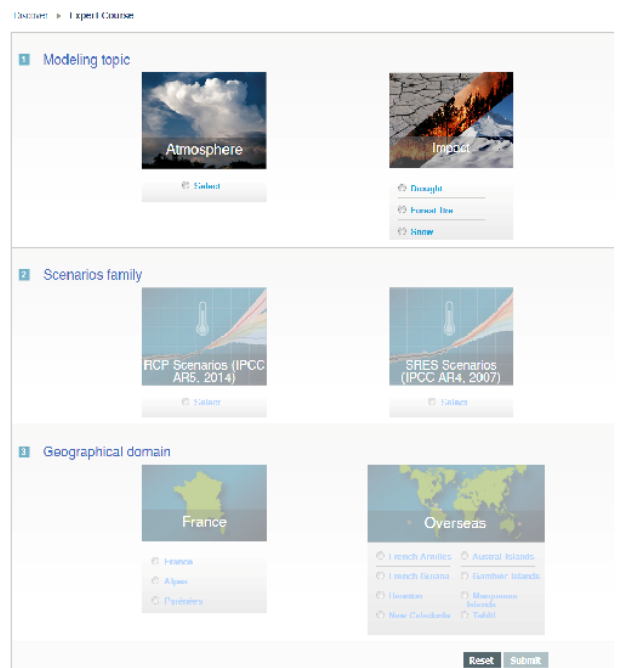 Discover ▸ Expert Course
1 Modeling topic
Atmosphere
Select
Impact
Drought
Forest fire
Snow
2 Scenarios family
RCP Scenarios (IPCC
AR5, 2014)
Select
SRES Scenarios
(IPCC AR4, 2007)
Select
3 Geographical domain
France
France
Alpes
Pyrénées
Overseas
French Antilles
Austral Islands
French Guiana
Gambier Islands
Reunion
Marquesas
Islands
New Caledonia
Tahiti
Reset
Submit